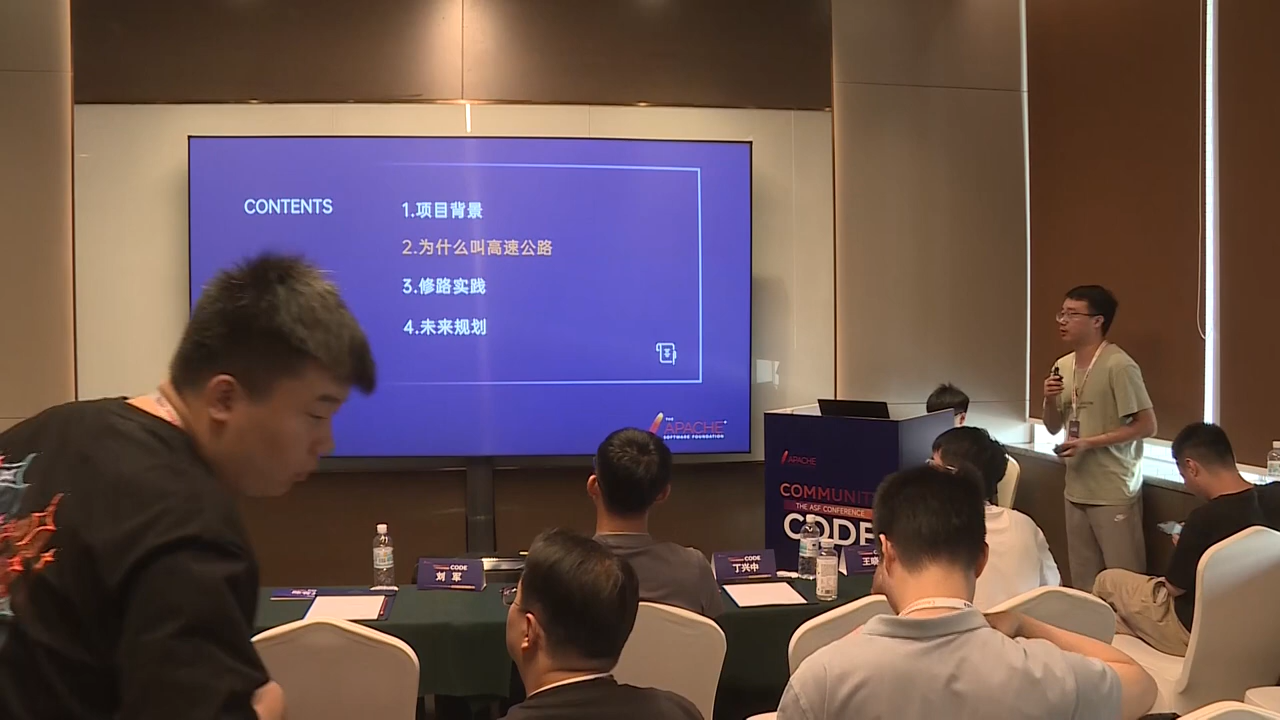 CONTENTS
1.项目背景
2.为什么叫高速公路
3.修路实践
4.未来规划
THE
APACHE
SOFTWARE FOUNDATION
APACHE
COMMUNITY
THE ASF CONFERENCE
CODE
CODE
刘 军
CODE
丁兴中